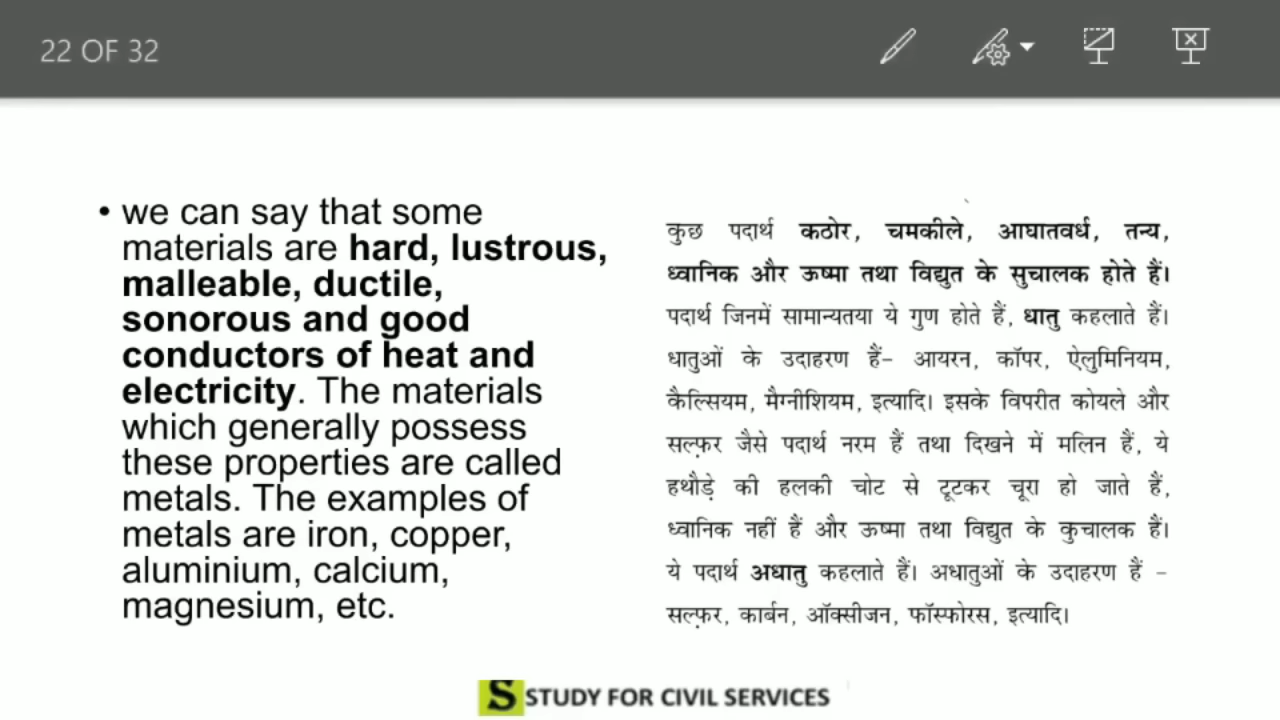 22 OF 32
• we can say that some
materials are hard, lustrous,
malleable, ductile,
sonorous and good
conductors of heat and
electricity. The materials
which generally possess
these properties are called
metals. The examples of
metals are iron, copper,
aluminium, calcium,
magnesium, etc.
कुछ पदार्थ कठोर, चमकीले, आघातवर्ध, तन्य,
ध्वानिक और ऊष्मा तथा विद्युत के सुचालक होते हैं।
पदार्थ जिनमें सामान्यतया ये गुण होते हैं, धातु कहलाते हैं।
धातुओं के उदाहरण हैं– आयरन, कॉपर, ऐलुमिनियम,
कैल्सियम, मैग्नीशियम, इत्यादि। इसके विपरीत कोयले और
सल्फ़र जैसे पदार्थ नरम हैं तथा दिखने में मलिन हैं, ये
हथौड़े की हलकी चोट से टूटकर चूरा हो जाते हैं,
ध्वानिक नहीं हैं और ऊष्मा तथा विद्युत के कुचालक हैं।
ये पदार्थ अधातु कहलाते हैं। अधातुओं के उदाहरण हैं –
सल्फ़र, कार्बन, ऑक्सीजन, फॉस्फोरस, इत्यादि।
S STUDY FOR CIVIL SERVICES